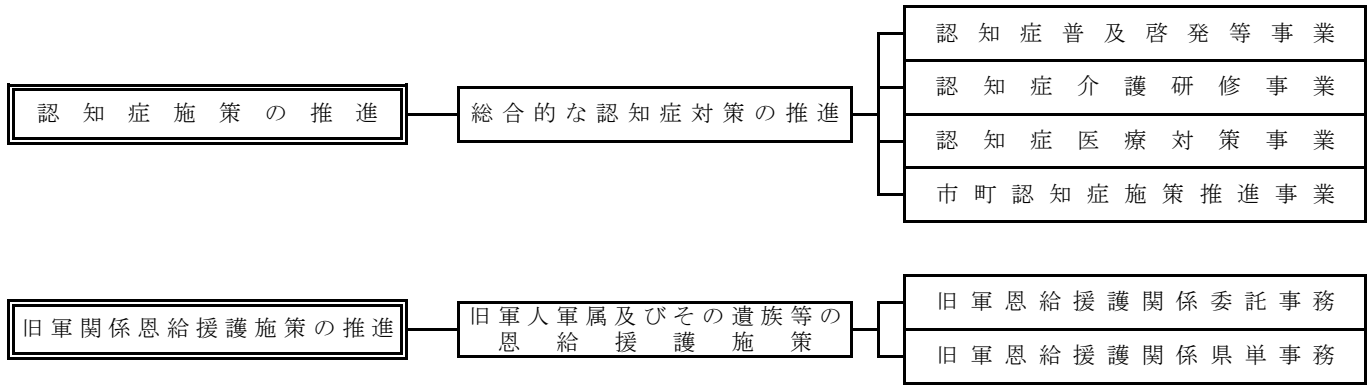 認知症施策の推進
総合的な認知症対策の推進
認知症普及啓発等事業
認知症介護研修事業
認知症医療対策事業
市町認知症施策推進事業
旧軍関係恩給援護施策の推進
旧軍人軍属及びその遺族等の
恩給援護施策
旧軍恩給援護関係委託事務
旧軍恩給援護関係県単事務